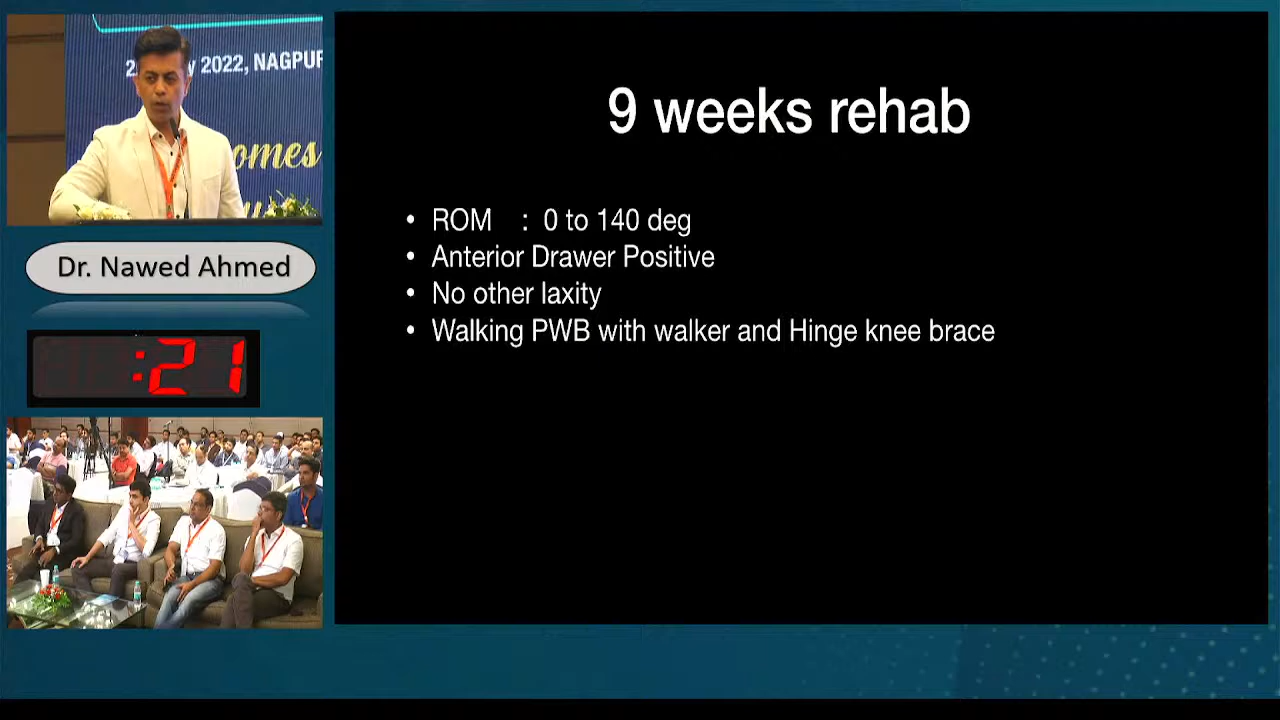 2022, NAGPUR
omes
Dr. Nawed Ahmed
:21
9 weeks rehab
• ROM : 0 to 140 deg
• Anterior Drawer Positive
• No other laxity
• Walking PWB with walker and Hinge knee brace